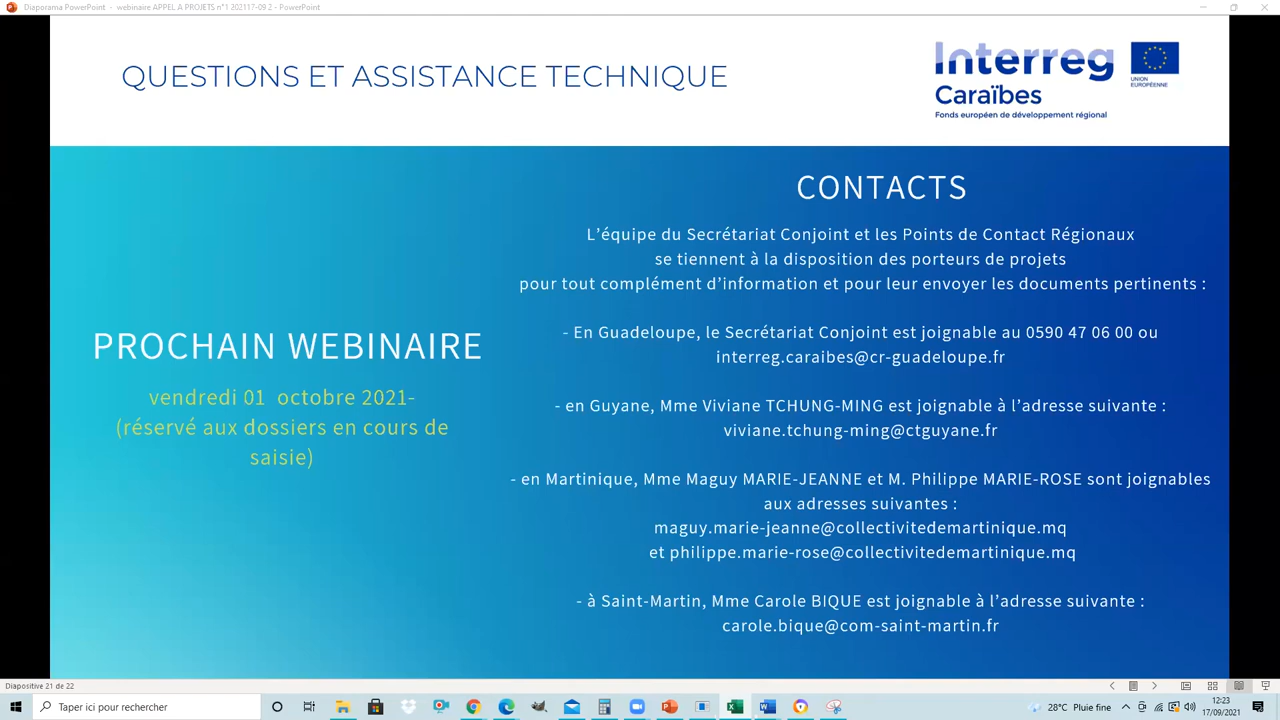 Diaporama PowerPoint - webinaire APPEL A PROJETS n°1 202117-09 2 - PowerPoint
QUESTIONS ET ASSISTANCE TECHNIQUE
Interreg
Caraïbes
Fonds européen de développement régional
UNION
EUROPÉENNE
PROCHAIN WEBINAIRE
vendredi 01 octobre 2021-
(réservé aux dossiers en cours de
saisie)
CONTACTS
L’équipe du Secrétariat Conjoint et les Points de Contact Régionaux
se tiennent à la disposition des porteurs de projets
pour tout complément d’information et pour leur envoyer les documents pertinents :
- En Guadeloupe, le Secrétariat Conjoint est joignable au 0590 47 06 00 ou
interreg.caraibes@cr-guadeloupe.fr
- en Guyane, Mme Viviane TCHUNG-MING est joignable à l’adresse suivante :
viviane.tchung-ming@ctguyane.fr
- en Martinique, Mme Maguy MARIE-JEANNE et M. Philippe MARIE-ROSE sont joignables
aux adresses suivantes :
maguy.marie-jeanne@collectivitedemartinique.mq
et philippe.marie-rose@collectivitedemartinique.mq
- à Saint-Martin, Mme Carole BIQUE est joignable à l’adresse suivante :
carole.bique@com-saint-martin.fr
Diapositive 21 de 22
Taper ici pour rechercher
28°C Pluie fine
12:23
17/09/2021